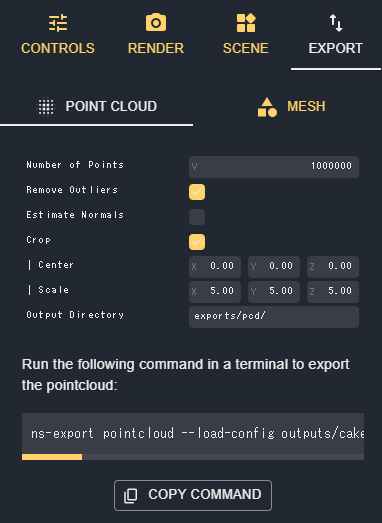 CONTROLS RENDER SCENE EXPORT
POINT CLOUD MESH
Number of Points V 1000000
Remove Outliers
Estimate Normals
Crop
| Center X 0.00 Y 0.00 Z 0.00
| Scale X 5.00 Y 5.00 Z 5.00
Output Directory exports/pcd/
Run the following command in a terminal to export
the pointcloud:
ns-export pointcloud --load-config outputs/cake
COPY COMMAND